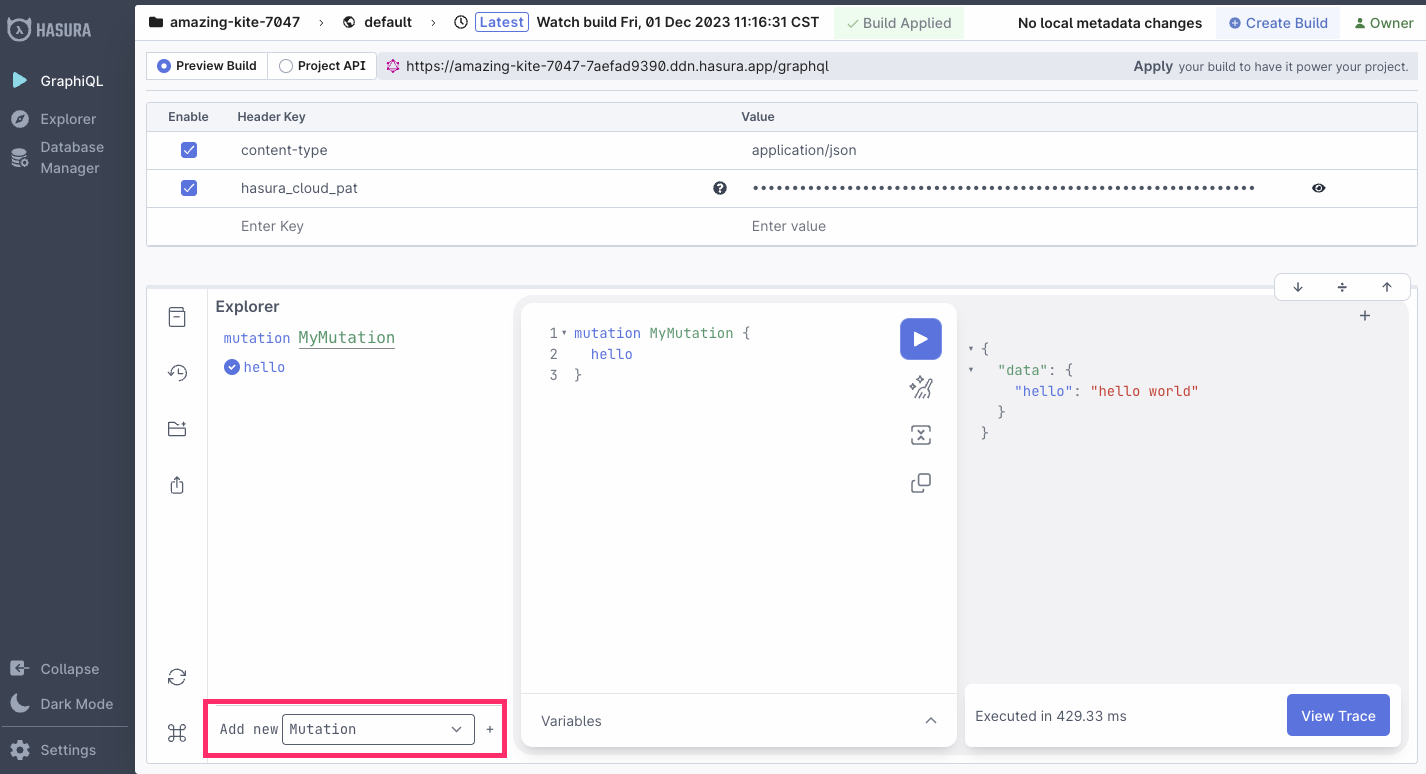 HASURA
GraphiQL
Explorer
Database
Manager
Collapse
Dark Mode
Settings
amazing-kite-7047 › default › Latest Watch build Fri, 01 Dec 2023 11:16:31 CST Build Applied No local metadata changes Create Build Owner
Preview Build Project API https://amazing-kite-7047-7aefad9390.ddn.hasura.app/graphql Apply your build to have it power your project.
Enable Header Key Value
content-type application/json
hasura_cloud_pat ••••••••••••••••••••••••••••••••••••••••••••••••••••••••••••••••
Enter Key Enter value
Explorer
mutation MyMutation
hello
Add new Mutation +
1 mutation MyMutation {
2 hello
3 }
Variables
{
"data": {
"hello": "hello world"
}
}
Executed in 429.33 ms
View Trace